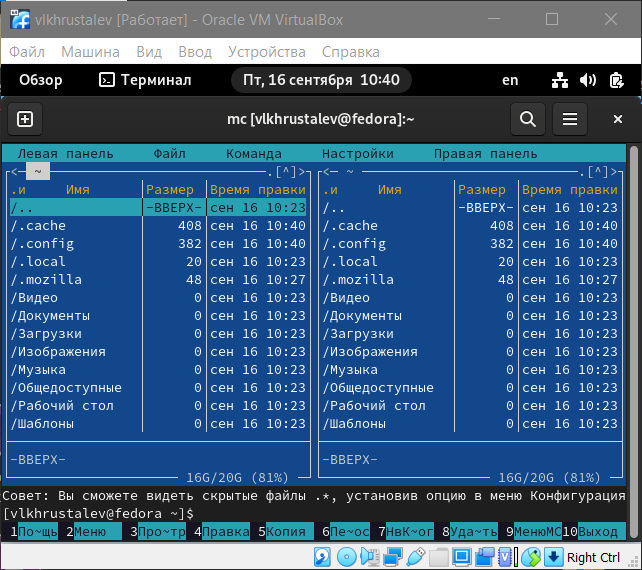 vlkhrustalev [Работает] - Oracle VM VirtualBox
Файл Машина Вид Ввод Устройства Справка
Обзор Терминал Пт, 16 сентября 10:40 en
mc [vlkhrustalev@fedora]:~
Левая панель Файл Команда Настройки Правая панель
<─ ~ ─.[^]>┐ ┌<─ ~ ─.[^]>
.и Имя Размер Время правки .и Имя Размер Время правки
/.. -ВВЕРХ- сен 16 10:23 /.. -ВВЕРХ- сен 16 10:23
/.cache 408 сен 16 10:40 /.cache 408 сен 16 10:40
/.config 382 сен 16 10:40 /.config 382 сен 16 10:40
/.local 20 сен 16 10:23 /.local 20 сен 16 10:23
/.mozilla 48 сен 16 10:27 /.mozilla 48 сен 16 10:27
/Видео 0 сен 16 10:23 /Видео 0 сен 16 10:23
/Документы 0 сен 16 10:23 /Документы 0 сен 16 10:23
/Загрузки 0 сен 16 10:23 /Загрузки 0 сен 16 10:23
/Изображения 0 сен 16 10:23 /Изображения 0 сен 16 10:23
/Музыка 0 сен 16 10:23 /Музыка 0 сен 16 10:23
/Общедоступные 0 сен 16 10:23 /Общедоступные 0 сен 16 10:23
/Рабочий стол 0 сен 16 10:23 /Рабочий стол 0 сен 16 10:23
/Шаблоны 0 сен 16 10:23 /Шаблоны 0 сен 16 10:23
-ВВЕРХ- -ВВЕРХ-
16G/20G (81%) 16G/20G (81%)
Совет: Вы сможете видеть скрытые файлы .*, установив опцию в меню Конфигурация
[vlkhrustalev@fedora ~]$
1По~щь 2Меню 3Про~тр 4Правка 5Копия 6Пе~ос 7НвК~ог 8Уда~ть 9МенюMC 10Выход
Right Ctrl